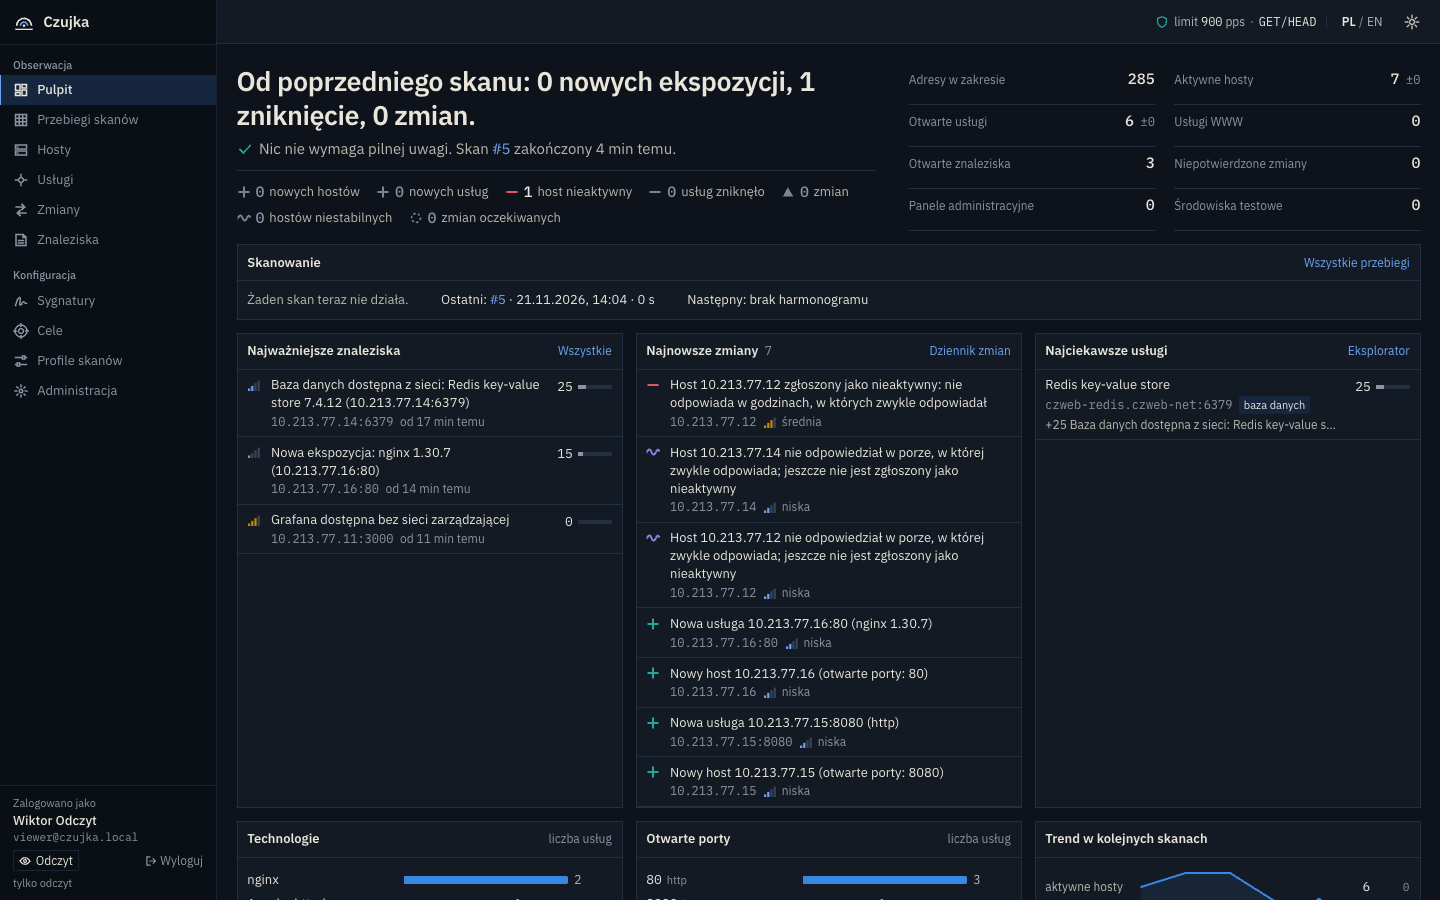 Czujka
limit 900 pps · GET/HEAD
PL / EN
Obserwacja
Pulpit
Przebiegi skanów
Hosty
Usługi
Zmiany
Znaleziska
Konfiguracja
Sygnatury
Cele
Profile skanów
Administracja
Zalogowano jako
Wiktor Odczyt
viewer@czujka.local
Odczyt
Wyloguj
tylko odczyt
Od poprzedniego skanu: 0 nowych ekspozycji, 1
zniknięcie, 0 zmian.
Nic nie wymaga pilnej uwagi. Skan #5 zakończony 4 min temu.
0 nowych hostów
0 nowych usług
1 host nieaktywny
0 usług zniknęło
0 zmian
0 hostów niestabilnych
0 zmian oczekiwanych
Adresy w zakresie 285
Aktywne hosty 7 ±0
Otwarte usługi 6 ±0
Usługi WWW 0
Otwarte znaleziska 3
Niepotwierdzone zmiany 0
Panele administracyjne 0
Środowiska testowe 0
Skanowanie
Wszystkie przebiegi
Żaden skan teraz nie działa.
Ostatni: #5 · 21.11.2026, 14:04 · 0 s
Następny: brak harmonogramu
Najważniejsze znaleziska
Wszystkie
Baza danych dostępna z sieci: Redis key-value
store 7.4.12 (10.213.77.14:6379)
25
10.213.77.14:6379 od 17 min temu
Nowa ekspozycja: nginx 1.30.7
(10.213.77.16:80)
15
10.213.77.16:80 od 14 min temu
Grafana dostępna bez sieci zarządzającej
0
10.213.77.11:3000 od 11 min temu
Najnowsze zmiany 7
Dziennik zmian
Host 10.213.77.12 zgłoszony jako nieaktywny: nie
odpowiada w godzinach, w których zwykle odpowiadał
10.213.77.12 średnia
Host 10.213.77.14 nie odpowiedział w porze, w której
zwykle odpowiada; jeszcze nie jest zgłoszony jako
nieaktywny
10.213.77.14 niska
Host 10.213.77.12 nie odpowiedział w porze, w której
zwykle odpowiada; jeszcze nie jest zgłoszony jako
nieaktywny
10.213.77.12 niska
Nowa usługa 10.213.77.16:80 (nginx 1.30.7)
10.213.77.16:80 niska
Nowy host 10.213.77.16 (otwarte porty: 80)
10.213.77.16 niska
Nowa usługa 10.213.77.15:8080 (http)
10.213.77.15:8080 niska
Nowy host 10.213.77.15 (otwarte porty: 8080)
10.213.77.15 niska
Najciekawsze usługi
Eksplorator
Redis key-value store
25
czweb-redis.czweb-net:6379 baza danych
+25 Baza danych dostępna z sieci: Redis key-value s...
Technologie
liczba usług
nginx 2
Otwarte porty
liczba usług
80 http 3
Trend w kolejnych skanach
aktywne hosty 6 0